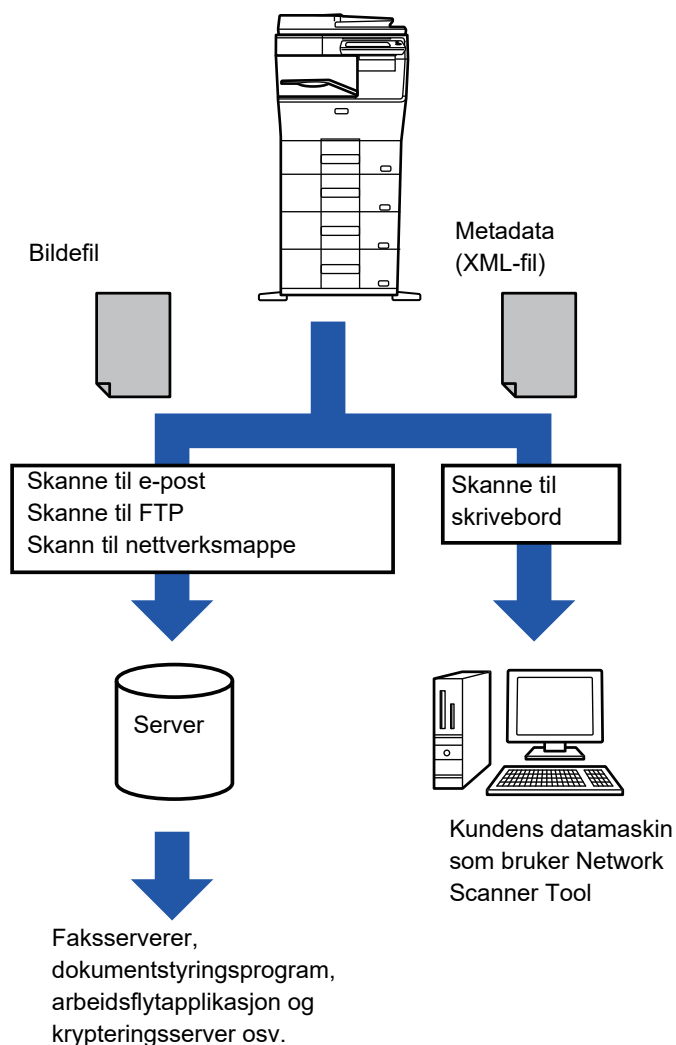 Bildefil
Metadata
(XML-fil)
Skanne til e-post
Skanne til FTP
Skann til nettverksmappe
Skanne til
skrivebord
Server
Kundens datamaskin
som bruker Network
Scanner Tool
Faksserverer,
dokumentstyringsprogram,
arbeidsflytapplikasjon og
krypteringsserver osv.